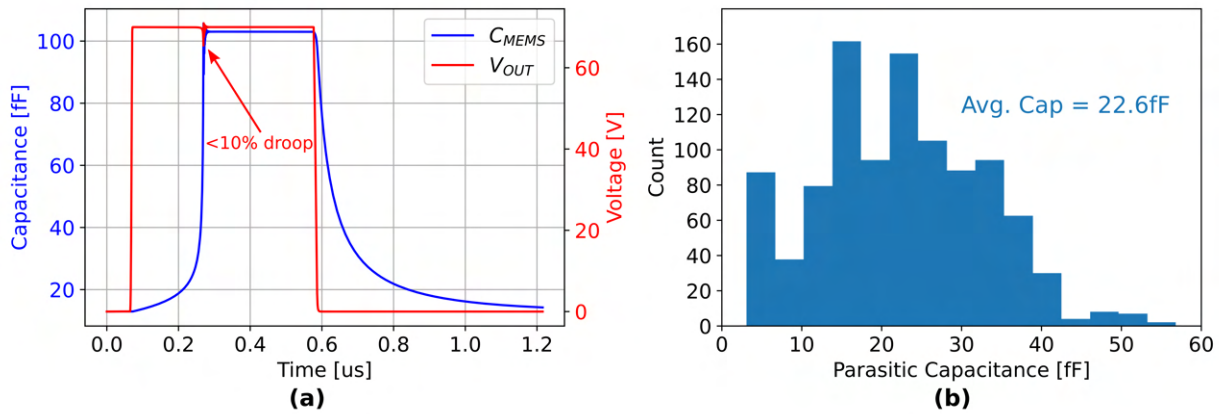 C_MEMS
V_OUT
<10% droop
100
80
60
40
20
Capacitance [fF]
60
40
20
0
Voltage [V]
0.0 0.2 0.4 0.6 0.8 1.0 1.2
Time [us]
(a)
Avg. Cap = 22.6fF
160
140
120
100
80
60
40
20
0
Count
0 10 20 30 40 50 60
Parasitic Capacitance [fF]
(b)